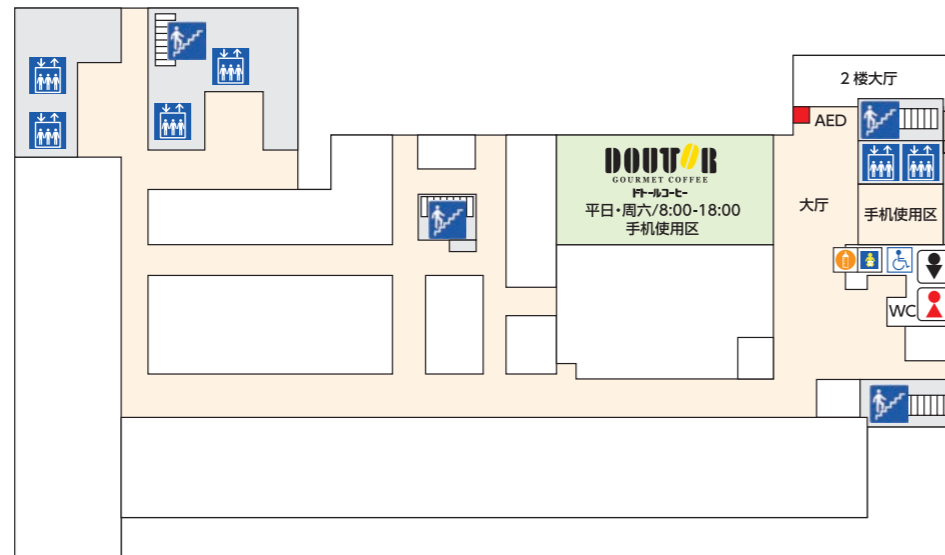 2楼大厅
AED
DOUTOR
GOURMET COFFEE
ドトールコーヒー
平日・周六/8:00-18:00
手机使用区
大厅
手机使用区
WC